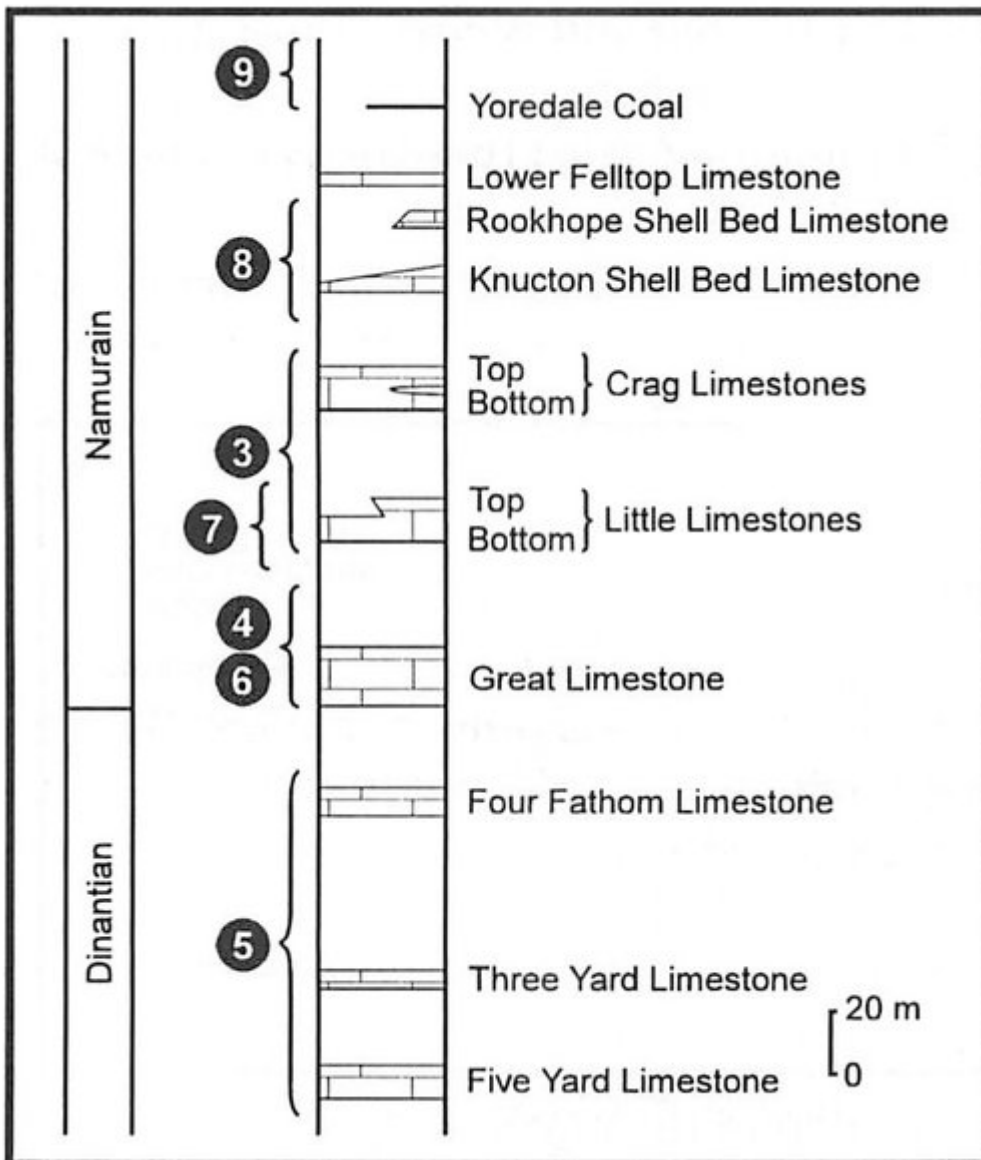 9
Yoredale Coal
Lower Felltop Limestone
Rookhope Shell Bed Limestone
8
Knucton Shell Bed Limestone
Namurain
Top
Bottom
Crag Limestones
3
7
Top
Bottom
Little Limestones
4
6
Great Limestone
Four Fathom Limestone
Dinantian
5
Three Yard Limestone
20 m
0
Five Yard Limestone